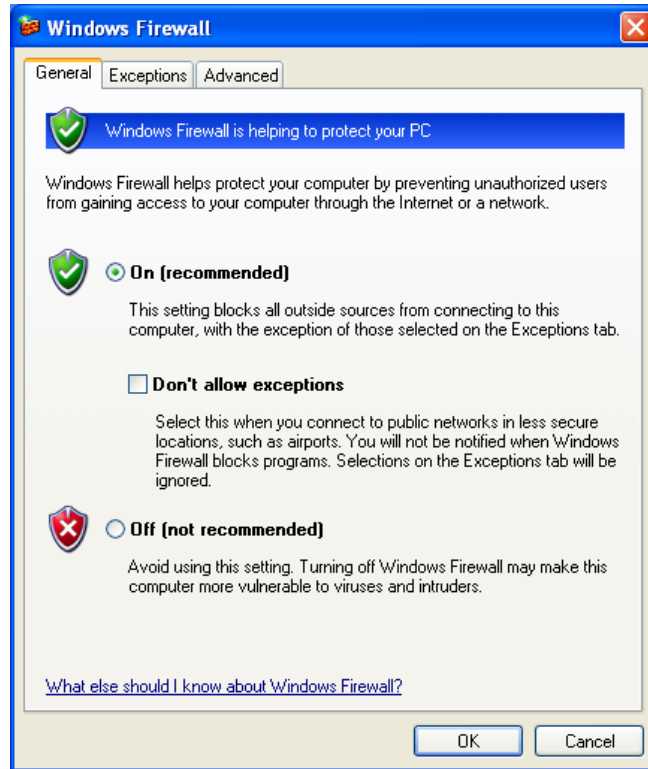 Windows Firewall
General
Exceptions
Advanced
Windows Firewall is helping to protect your PC
Windows Firewall helps protect your computer by preventing unauthorized users
from gaining access to your computer through the Internet or a network.
On (recommended)
This setting blocks all outside sources from connecting to this
computer, with the exception of those selected on the Exceptions tab.
Don't allow exceptions
Select this when you connect to public networks in less secure
locations, such as airports. You will not be notified when Windows
Firewall blocks programs. Selections on the Exceptions tab will be
ignored.
Off (not recommended)
Avoid using this setting. Turning off Windows Firewall may make this
computer more vulnerable to viruses and intruders.
What else should I know about Windows Firewall?
OK
Cancel